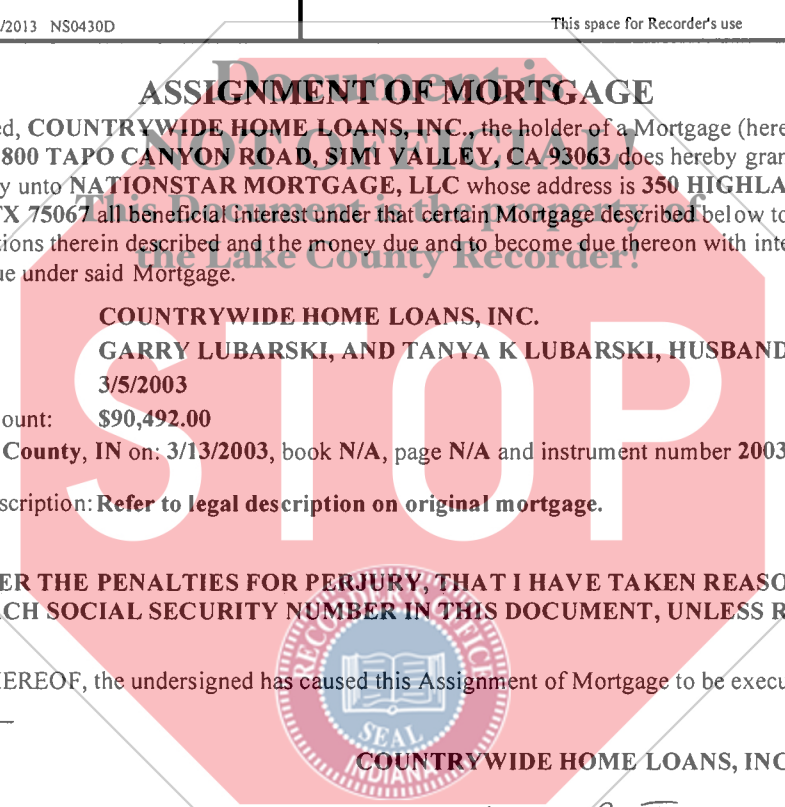 /2013 NS0430D
This space for Recorder's use
Document is
ASSIGNMENT OF MORTGAGE
ed, COUNTRYWIDE HOME LOANS, INC., the holder of a Mortgage (here
NOT OFFICIAL!
800 TAPO CANYON ROAD, SIMI VALLEY, CA 93063 does hereby gran
y unto NATIONSTAR MORTGAGE, LLC whose address is 350 HIGHLA
This Document is the property of
TX 75067 all beneficial interest under that certain Mortgage described below to
tions therein described and the money due and to become due thereon with inte
the Lake County Recorder!
ue under said Mortgage.
COUNTRYWIDE HOME LOANS, INC.
GARRY LUBARSKI, AND TANYA K LUBARSKI, HUSBAND
3/5/2003
ount: $90,492.00
County, IN on: 3/13/2003, book N/A, page N/A and instrument number 2003
STOP
scription: Refer to legal description on original mortgage.
ER THE PENALTIES FOR PERJURY, THAT I HAVE TAKEN REASO
CH SOCIAL SECURITY NUMBER IN THIS DOCUMENT, UNLESS R
RECORDER'S OFFICE
HEREOF, the undersigned has caused this Assignment of Mortgage to be execu
SEAL
INDIANA
COUNTRYWIDE HOME LOANS, INC